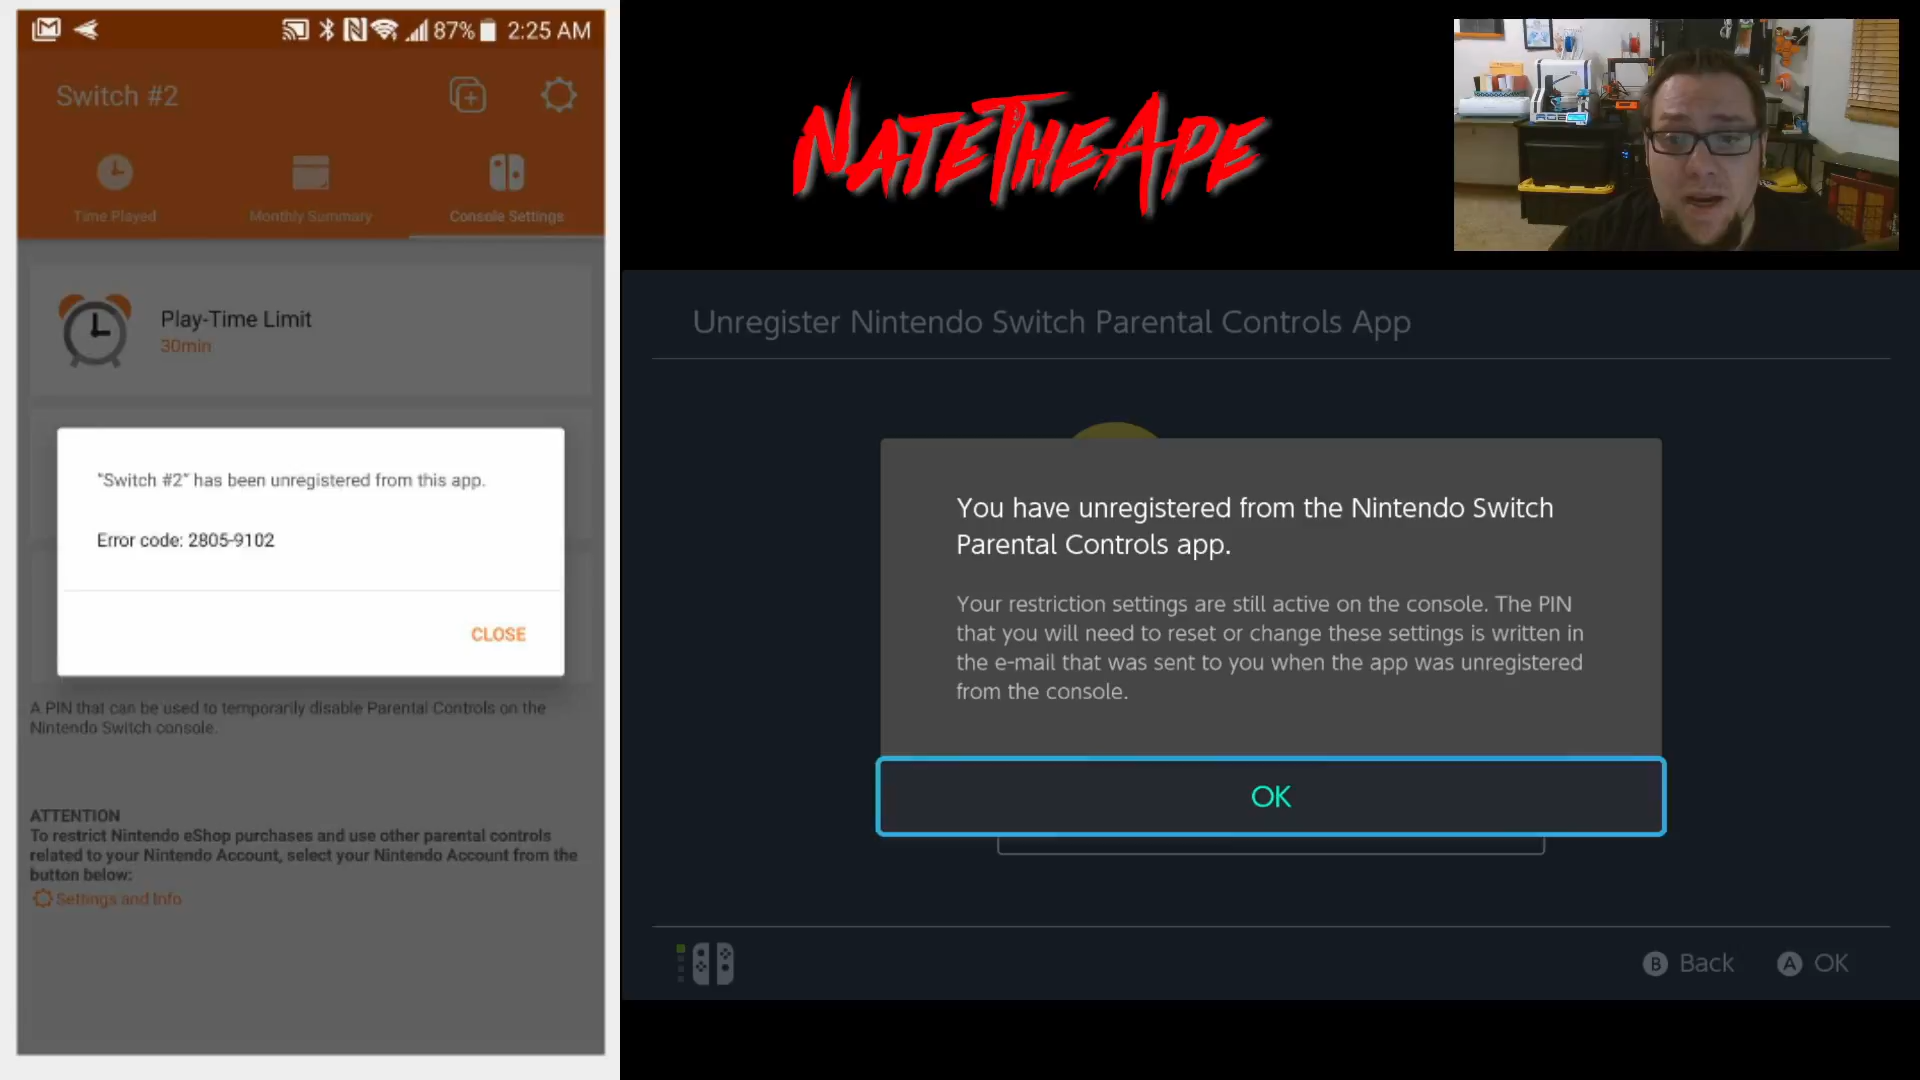 87% 2:25 AM
Switch #2
Time Played Monthly Summary Console Settings
Play-Time Limit
30min
"Switch #2" has been unregistered from this app.
Error code: 2805-9102
CLOSE
A PIN that can be used to temporarily disable Parental Controls on the
Nintendo Switch console.
ATTENTION
To restrict Nintendo eShop purchases and use other parental controls
related to your Nintendo Account, select your Nintendo Account from the
button below:
Settings and Info
NATETHEAPE
Unregister Nintendo Switch Parental Controls App
You have unregistered from the Nintendo Switch
Parental Controls app.
Your restriction settings are still active on the console. The PIN
that you will need to reset or change these settings is written in
the e-mail that was sent to you when the app was unregistered
from the console.
OK
B Back A OK